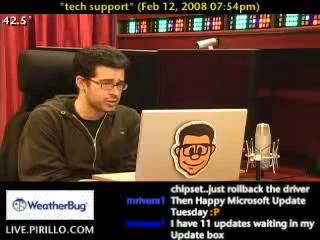 *tech support* (Feb 12, 2008 07:54pm)
42.5°
chipset..just rollback the driver
mrivera1 Then Happy Microsoft Update
Tuesday :P
I have 11 updates waiting in my
Update box
WeatherBug
LIVE.PIRILLO.COM